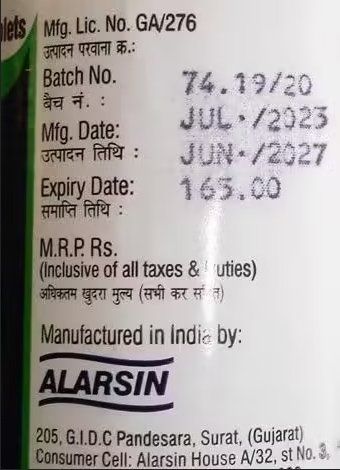 lets
Mfg. Lic. No. GA/276
उत्पादन परवाना क्र.:
Batch No. 74.19/20
बैच नं. :
Mfg. Date: JUL./2023
उत्पादन तिथि : JUN./2027
Expiry Date: 165.00
समाप्ति तिथि :
M.R.P. Rs.
(Inclusive of all taxes & uties)
अधिकतम खुदरा मूल्य (सभी कर त)
Manufactured in India by:
ALARSIN
205, G.I.D.C Pandesara, Surat, (Gujarat)
Consumer Cell: Alarsin House A/32, st No. 3,